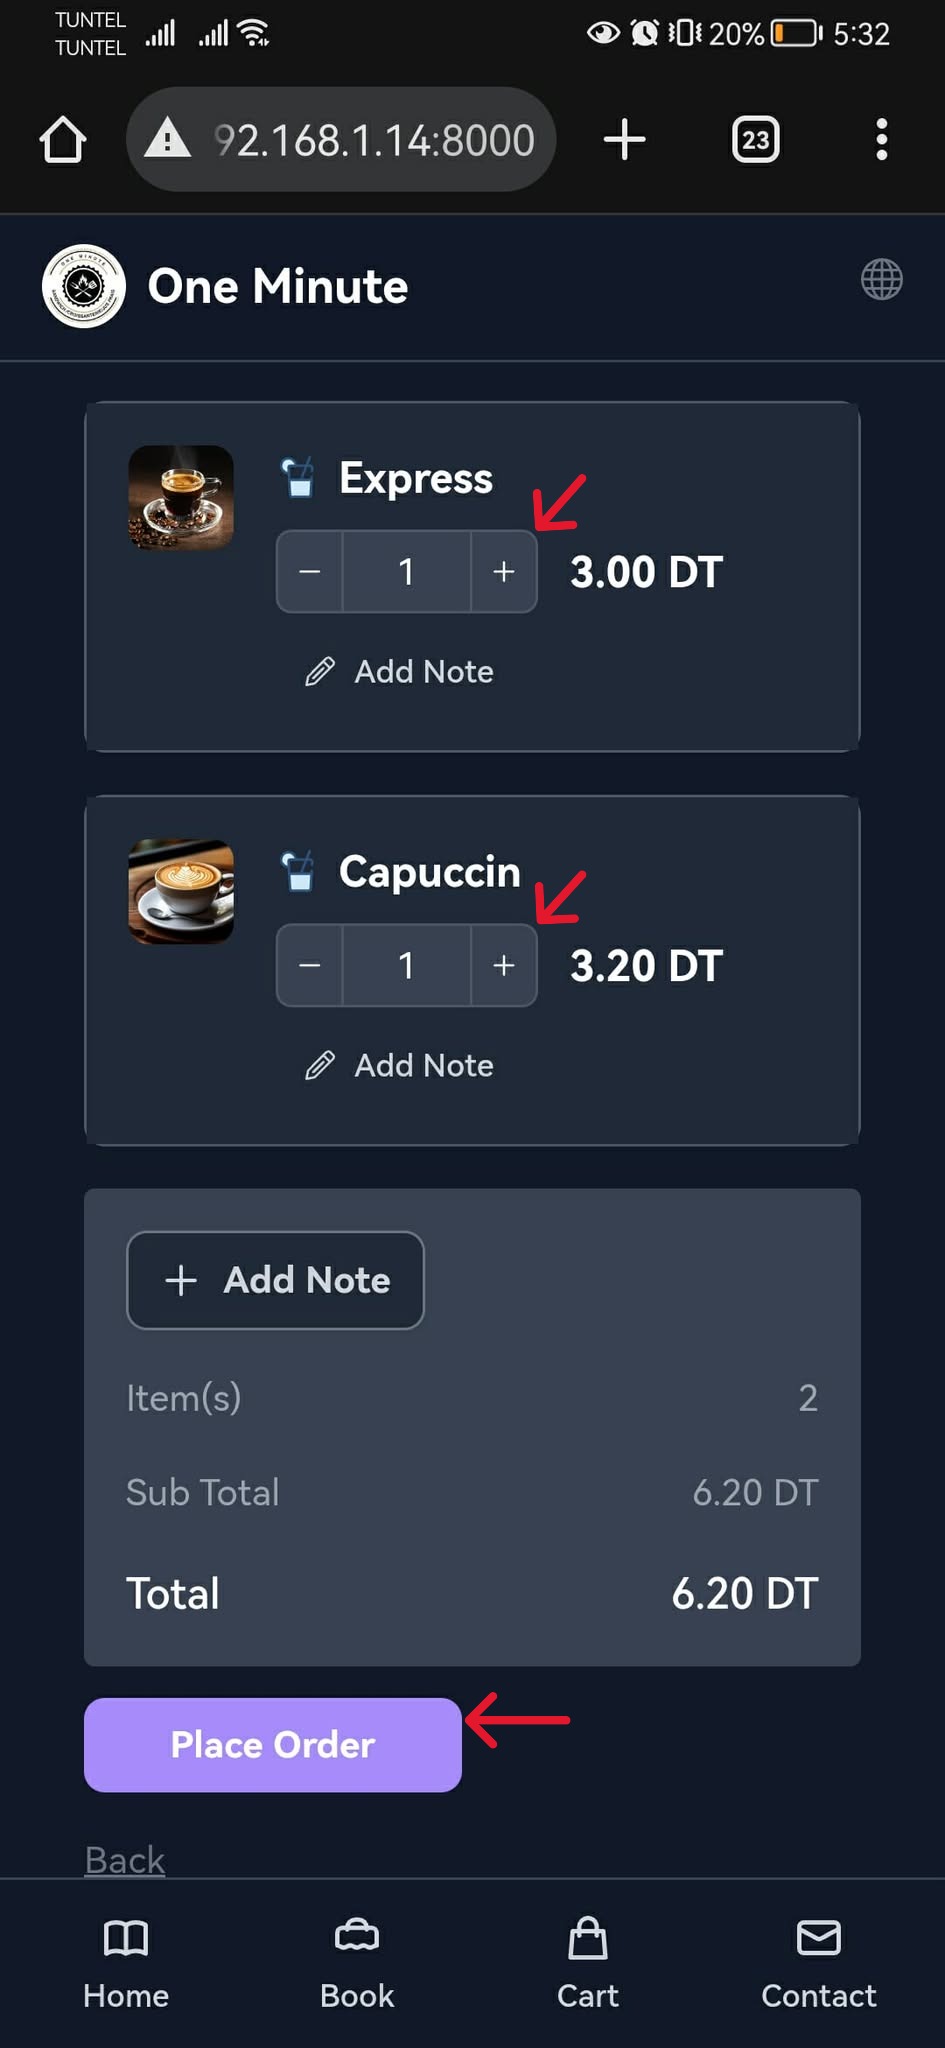 TUNTEL
TUNTEL
20%
5:32
92.168.1.14:8000
23
ONE MINUTE
One Minute
Express
− 1 +
3.00 DT
Add Note
Capuccin
− 1 +
3.20 DT
Add Note
+ Add Note
Item(s) 2
Sub Total 6.20 DT
Total 6.20 DT
Place Order
Back
Home Book Cart Contact